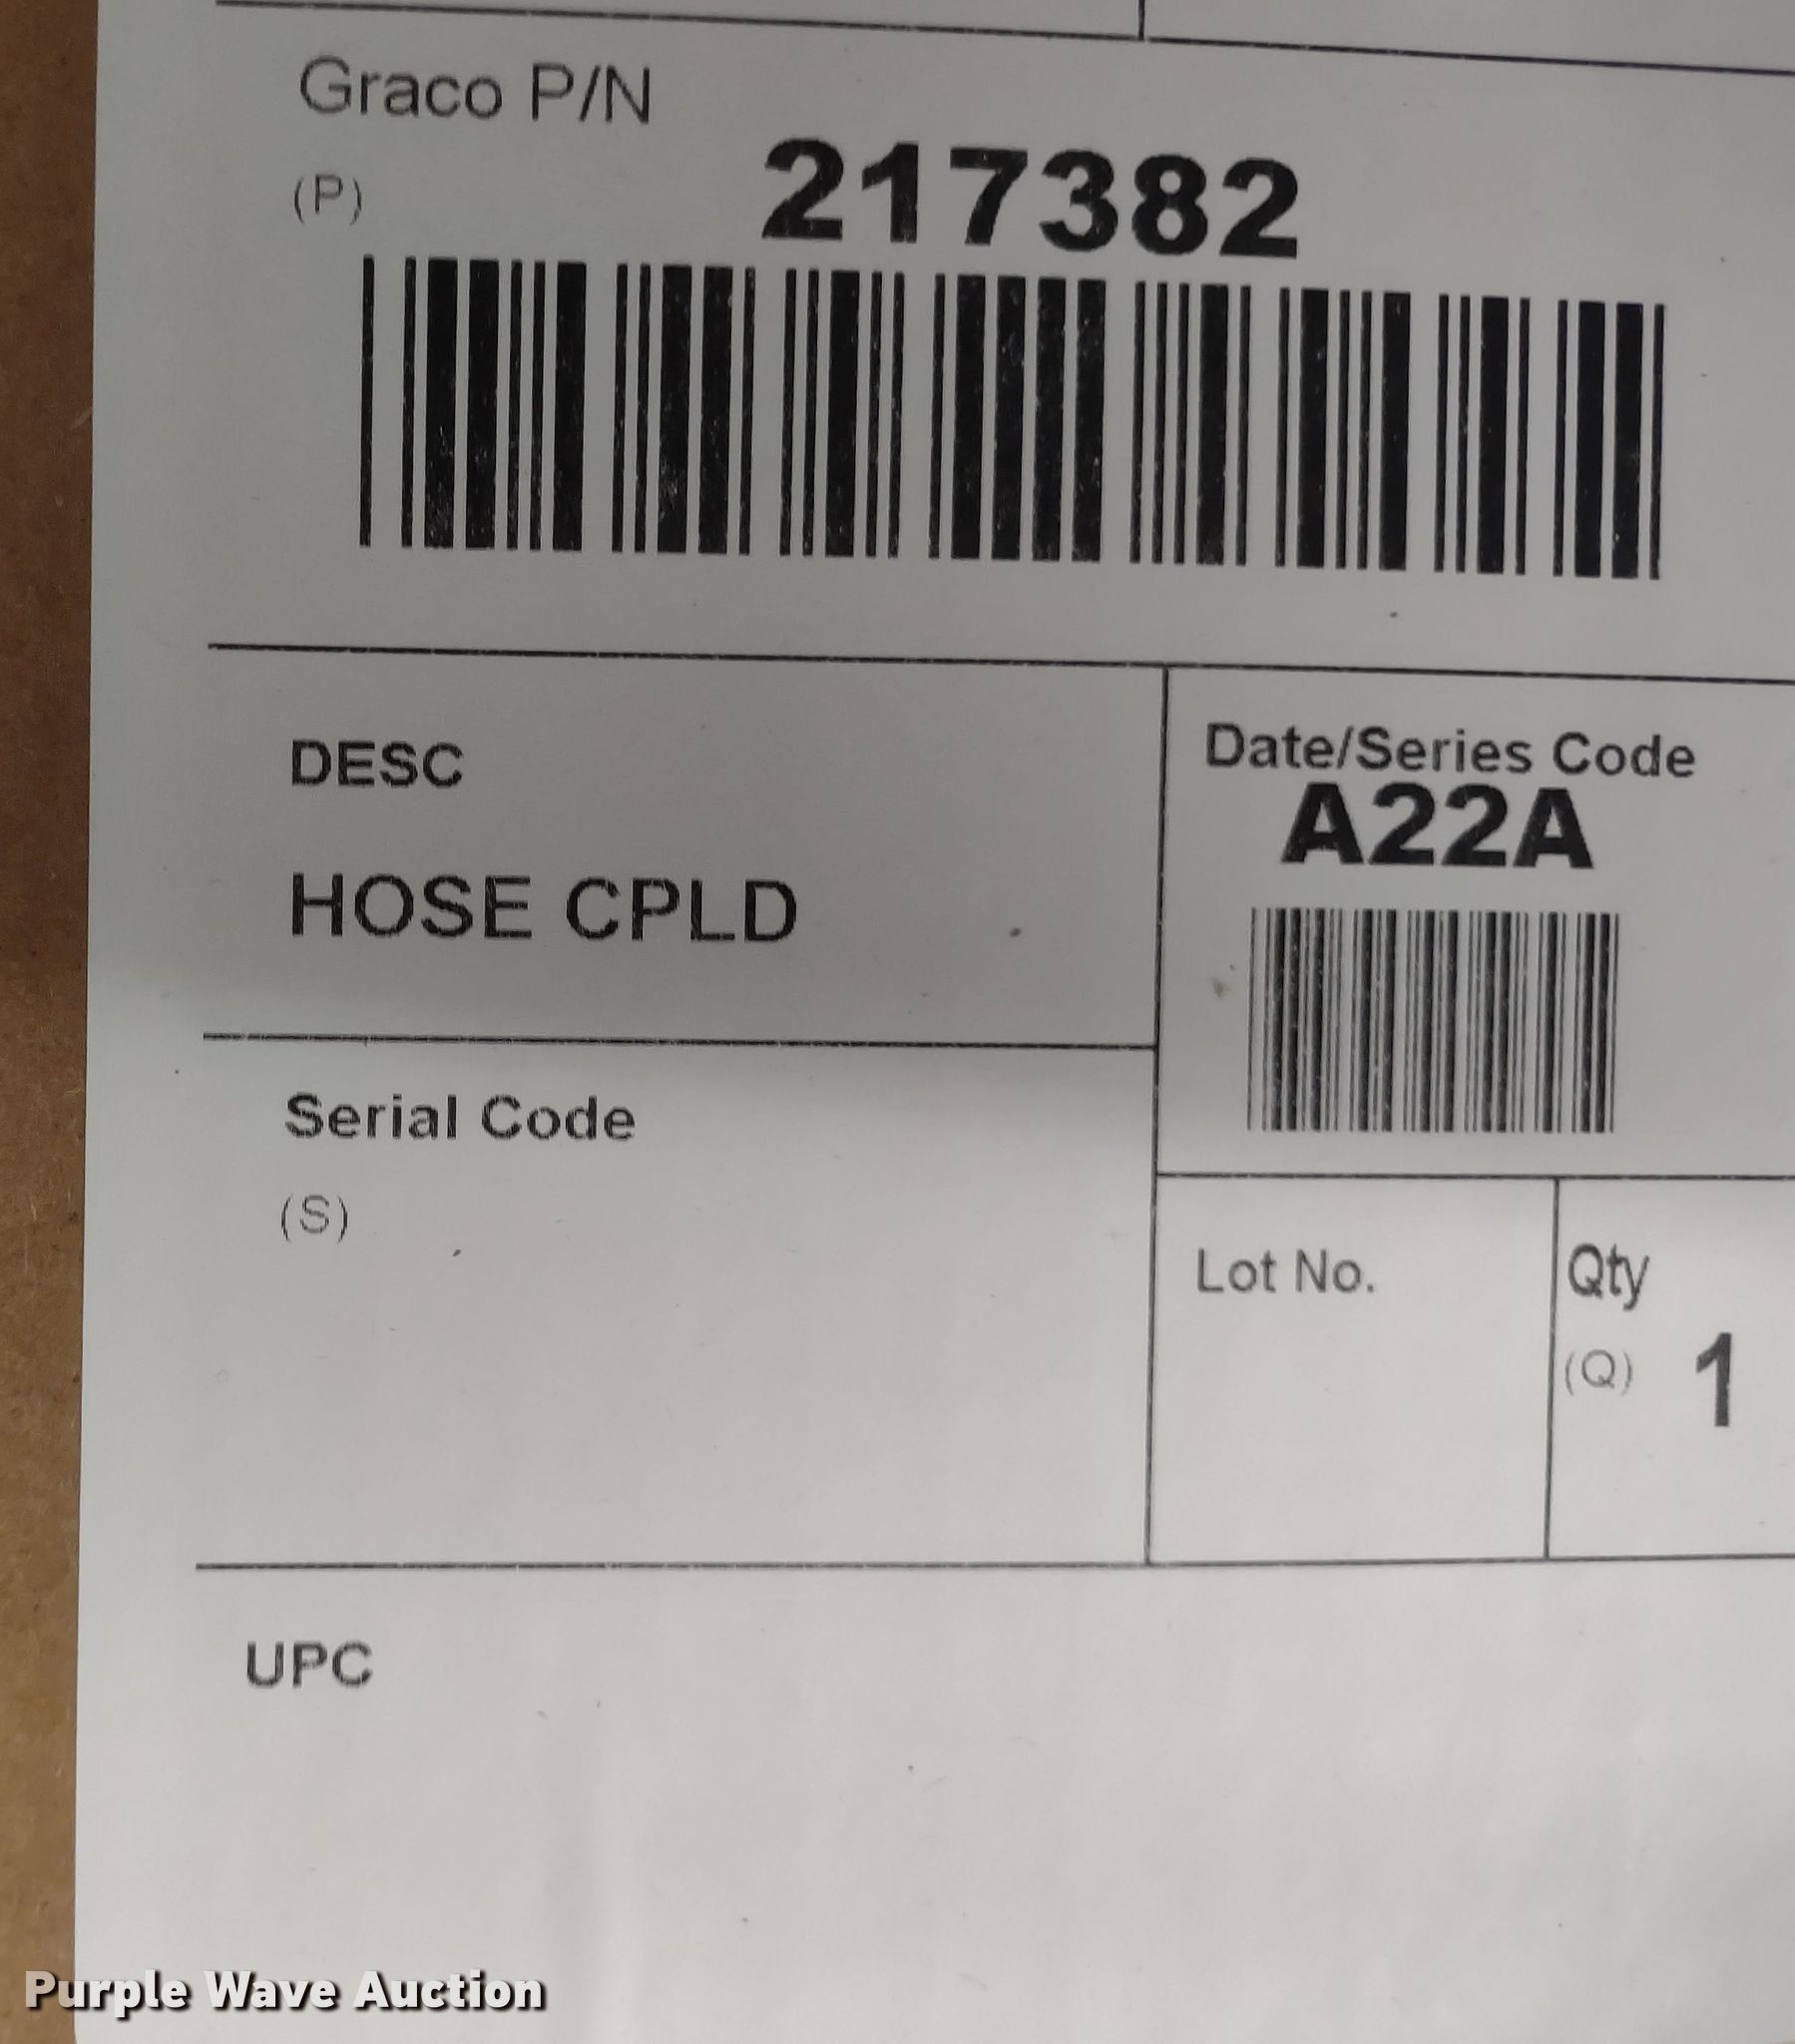 Graco P/N
(P)
217382
DESC
HOSE CPLD
Date/Series Code
A22A
Serial Code
(S)
Lot No.
Qty
(Q) 1
UPC
Purple Wave Auction